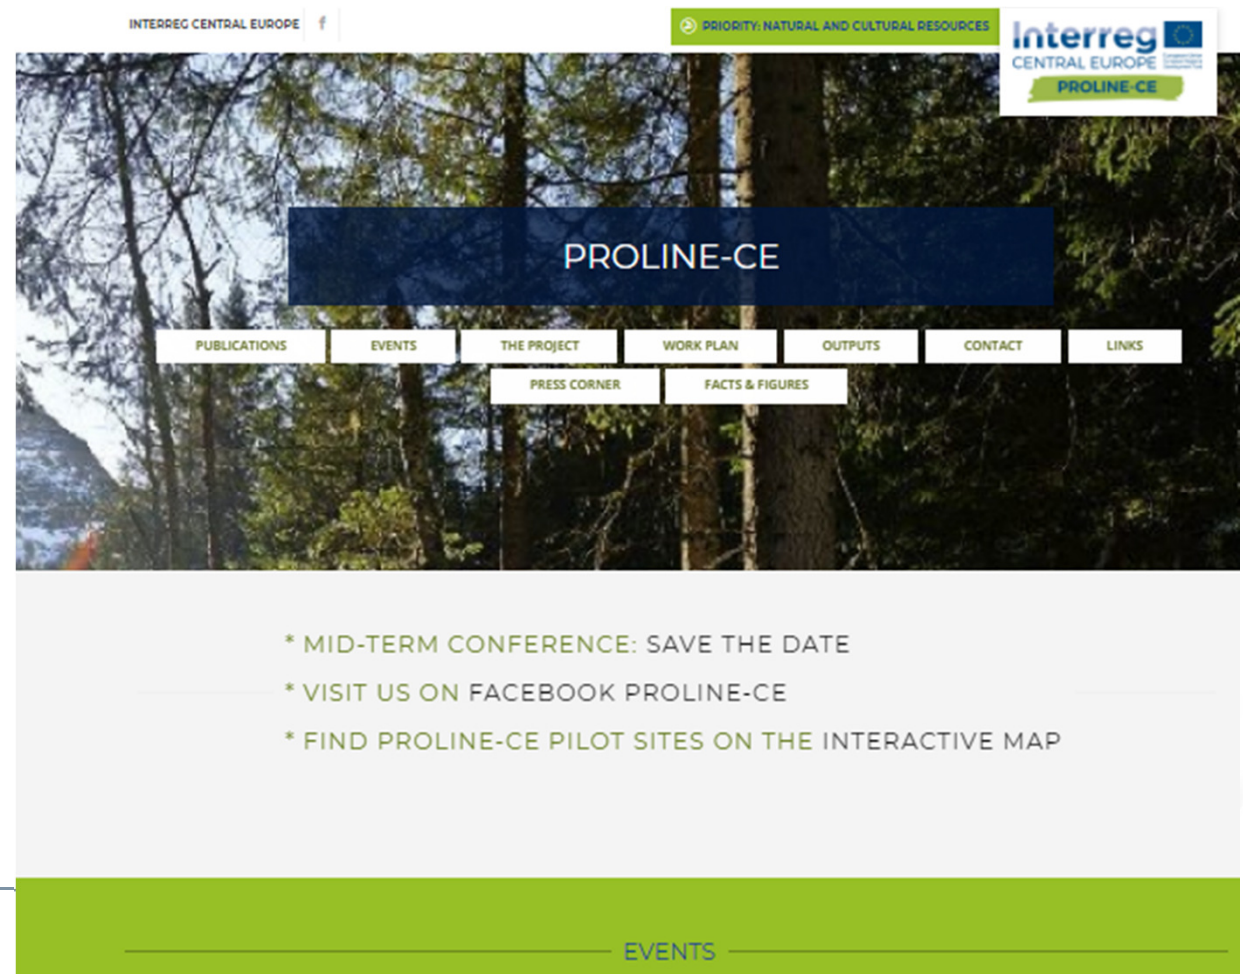 INTERREG CENTRAL EUROPE f
PRIORITY: NATURAL AND CULTURAL RESOURCES
Interreg
CENTRAL EUROPE
PROLINE-CE
PROLINE-CE
PUBLICATIONS EVENTS THE PROJECT WORK PLAN OUTPUTS CONTACT LINKS
PRESS CORNER FACTS & FIGURES
* MID-TERM CONFERENCE: SAVE THE DATE
* VISIT US ON FACEBOOK PROLINE-CE
* FIND PROLINE-CE PILOT SITES ON THE INTERACTIVE MAP
EVENTS